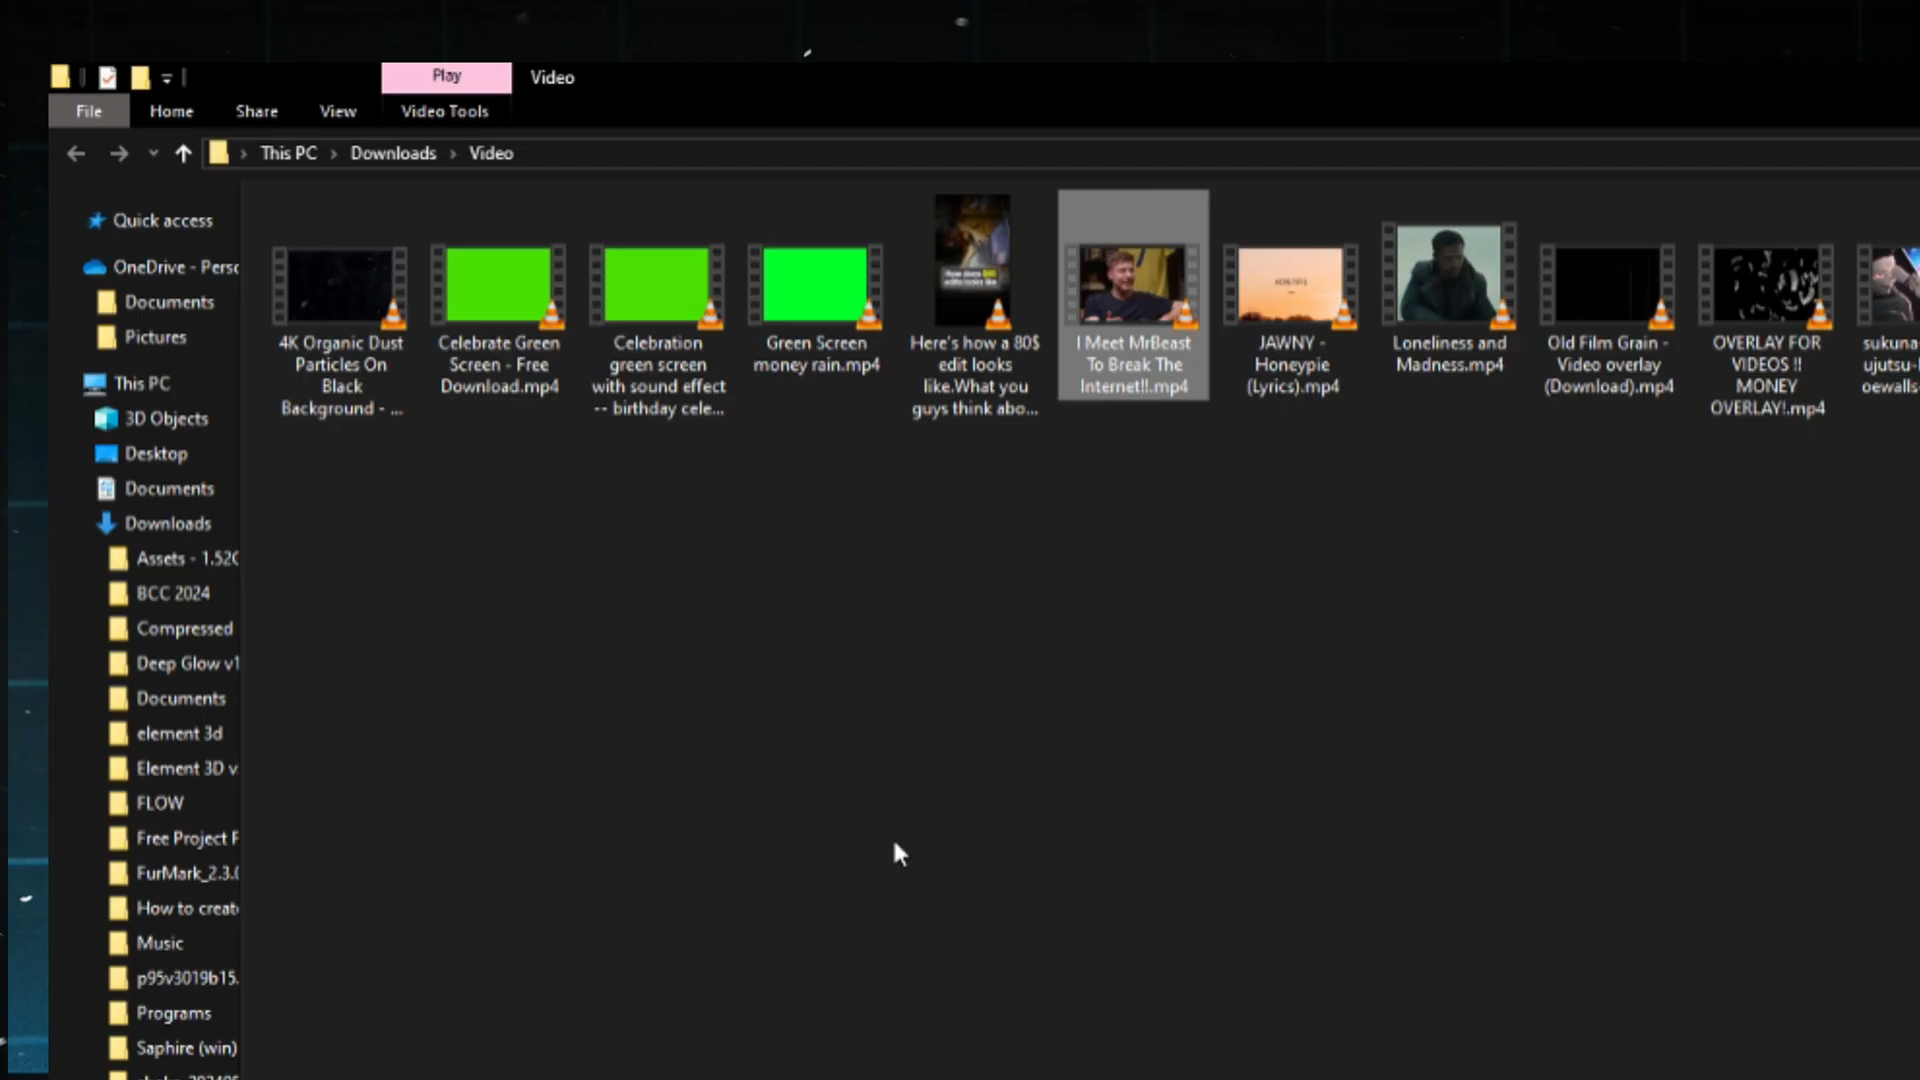 Play
Video
File
Home
Share
View
Video Tools
This PC
Downloads
Video
Quick access
OneDrive - Perso
Documents
Pictures
This PC
3D Objects
Desktop
Documents
Downloads
Assets - 1.52G
BCC 2024
Compressed
Deep Glow v1
Documents
element 3d
Element 3D v
FLOW
Free Project F
FurMark_2.3.0
How to create
Music
p95v3019b15.
Programs
Saphire (win)
4K Organic Dust
Particles On
Black
Background - ...
Celebrate Green
Screen - Free
Download.mp4
Celebration
green screen
with sound effect
-- birthday cele...
Green Screen
money rain.mp4
Here's how a 80$
edit looks
like.What you
guys think abo...
I Meet MrBeast
To Break The
Internet!!.mp4
JAWNY -
Honeypie
(Lyrics).mp4
Loneliness and
Madness.mp4
Old Film Grain -
Video overlay
(Download).mp4
OVERLAY FOR
VIDEOS !!
MONEY
OVERLAY!.mp4
sukuna-
ujutsu-
oewalls-